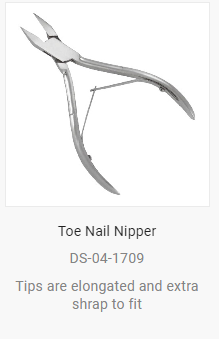 Toe Nail Nipper
DS-04-1709
Tips are elongated and extra
shrap to fit